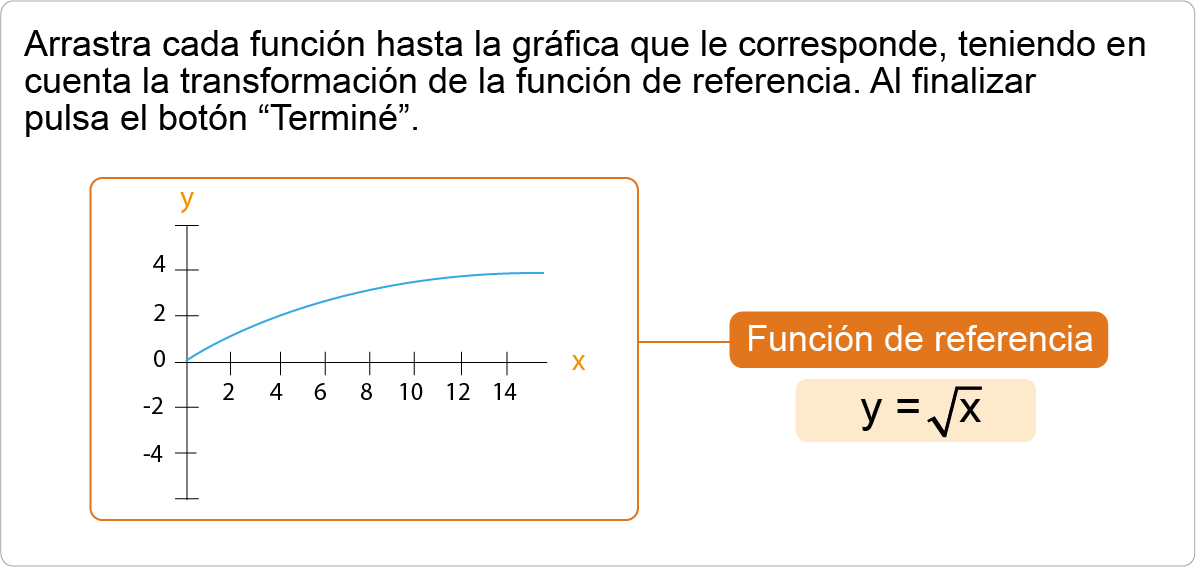 Arrastra cada función hasta la gráfica que le corresponde, teniendo en
cuenta la transformación de la función de referencia. Al finalizar
pulsa el botón “Terminé”.
y
4
2
0
-2
-4
2 4 6 8 10 12 14
x
Función de referencia
y = √x